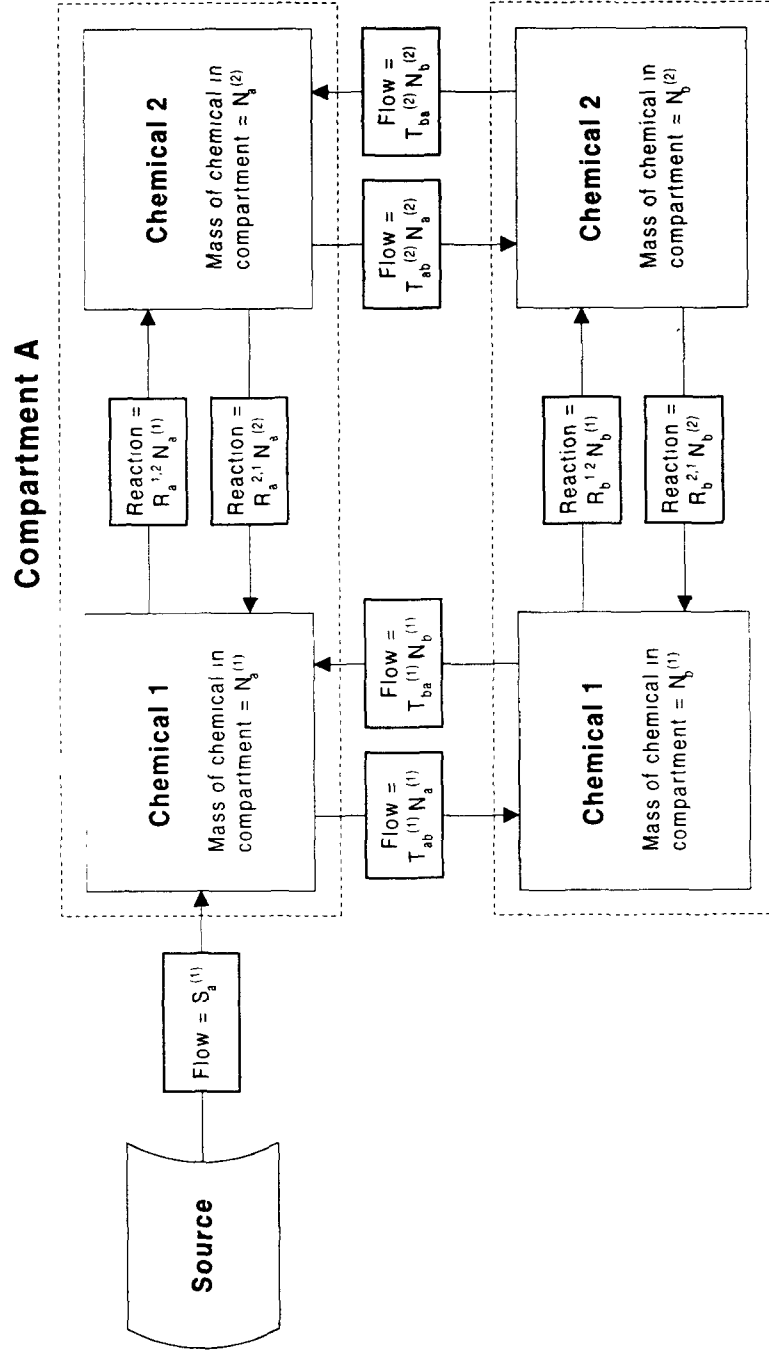 Compartment A
Source
Flow = S_a^(1)
Chemical 1
Mass of chemical in
compartment = N_a^(1)
Reaction =
R_a^1,2 N_a^(1)
Reaction =
R_a^2,1 N_a^(2)
Chemical 2
Mass of chemical in
compartment = N_a^(2)
Flow =
T_ab^(1) N_a^(1)
Flow =
T_ba^(1) N_b^(1)
Flow =
T_ab^(2) N_a^(2)
Flow =
T_ba^(2) N_b^(2)
Chemical 1
Mass of chemical in
compartment = N_b^(1)
Reaction =
R_b^1,2 N_b^(1)
Reaction =
R_b^2,1 N_b^(2)
Chemical 2
Mass of chemical in
compartment = N_b^(2)